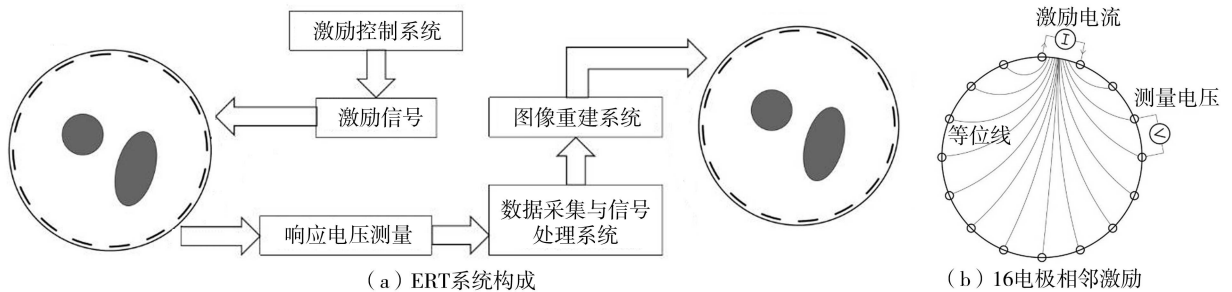 激励控制系统
激励信号
响应电压测量
数据采集与信号
处理系统
图像重建系统
(a)ERT系统构成
激励电流
I
测量电压
V
等位线
(b)16电极相邻激励